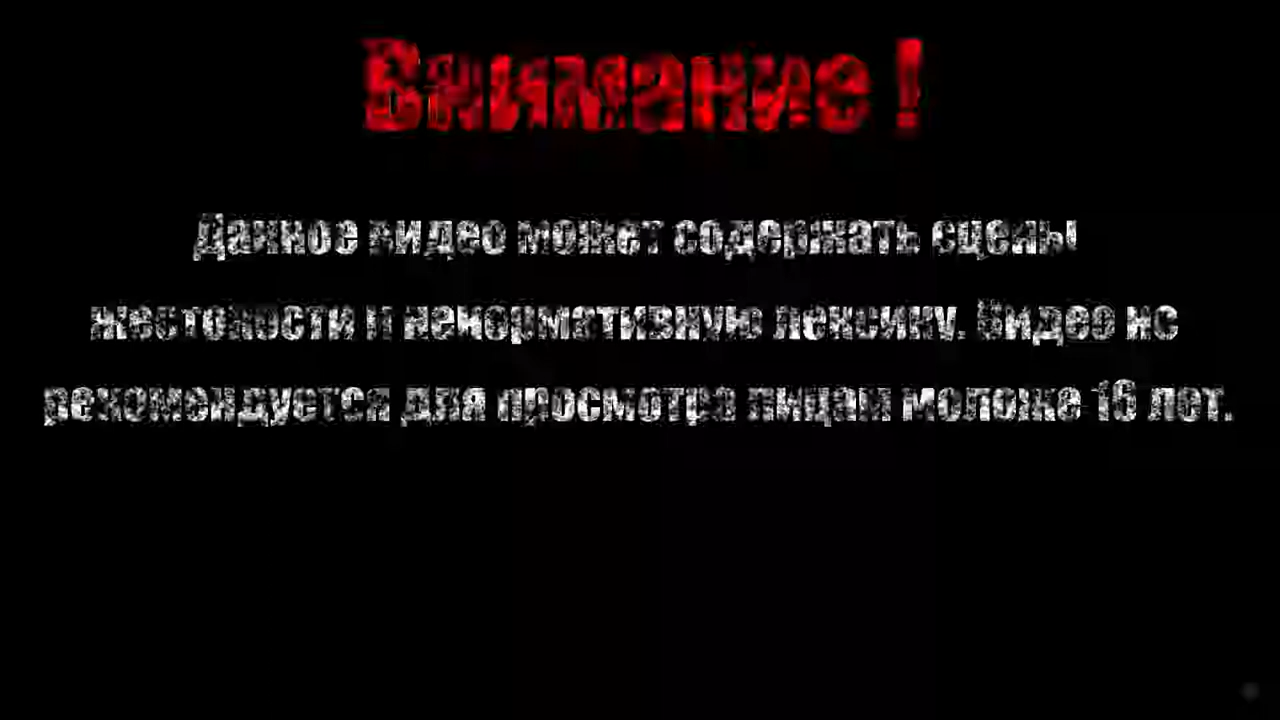 Внимание !
Данное видео может содержать сцены
жестокости и ненормативную лексику. Видео не
рекомендуется для просмотра лицам моложе 16 лет.